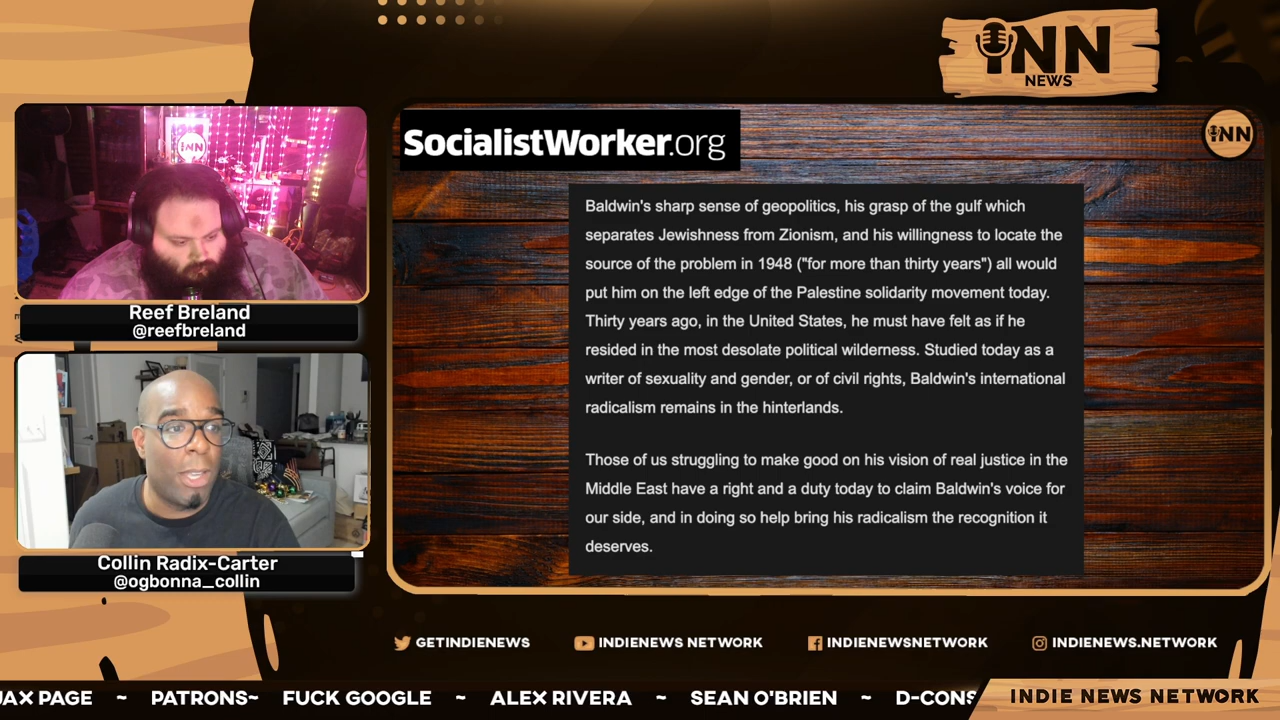 INN
NEWS
SocialistWorker.org
INN
INN
Baldwin's sharp sense of geopolitics, his grasp of the gulf which
separates Jewishness from Zionism, and his willingness to locate the
source of the problem in 1948 ("for more than thirty years") all would
put him on the left edge of the Palestine solidarity movement today.
Thirty years ago, in the United States, he must have felt as if he
resided in the most desolate political wilderness. Studied today as a
writer of sexuality and gender, or of civil rights, Baldwin's international
radicalism remains in the hinterlands.
Those of us struggling to make good on his vision of real justice in the
Middle East have a right and a duty today to claim Baldwin's voice for
our side, and in doing so help bring his radicalism the recognition it
deserves.
Reef Breland
@reefbreland
Collin Radix-Carter
@ogbonna_collin
GETINDIENEWS
INDIENEWS NETWORK
INDIENEWSNETWORK
INDIENEWS.NETWORK
JAX PAGE ~ PATRONS~ FUCK GOOGLE ~ ALEX RIVERA ~ SEAN O'BRIEN ~ D-CONS
INDIE NEWS NETWORK